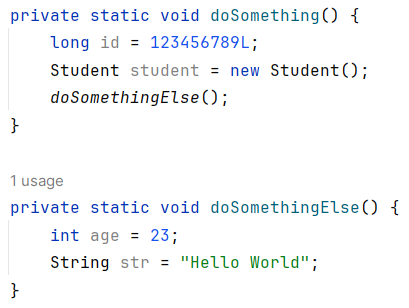 private static void doSomething() {
    long id = 123456789L;
    Student student = new Student();
    doSomethingElse();
}
1 usage
private static void doSomethingElse() {
    int age = 23;
    String str = "Hello World";
}